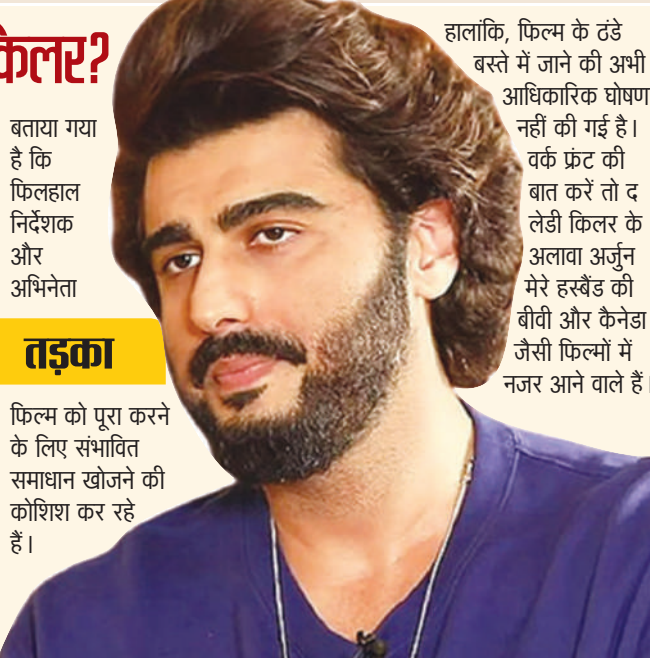 किलर?
बताया गया
है कि
फिलहाल
निर्देशक
और
अभिनेता
तड़का
फिल्म को पूरा करने
के लिए संभावित
समाधान खोजने की
कोशिश कर रहे
हैं।
हालांकि, फिल्म के ठंडे
बस्ते में जाने की अभी
आधिकारिक घोषण
नहीं की गई है।
वर्क फ्रंट की
बात करें तो द
लेडी किलर के
अलावा अर्जुन
मेरे हस्बैंड की
बीवी और कैनेडा
जैसी फिल्मों में
नजर आने वाले हैं।